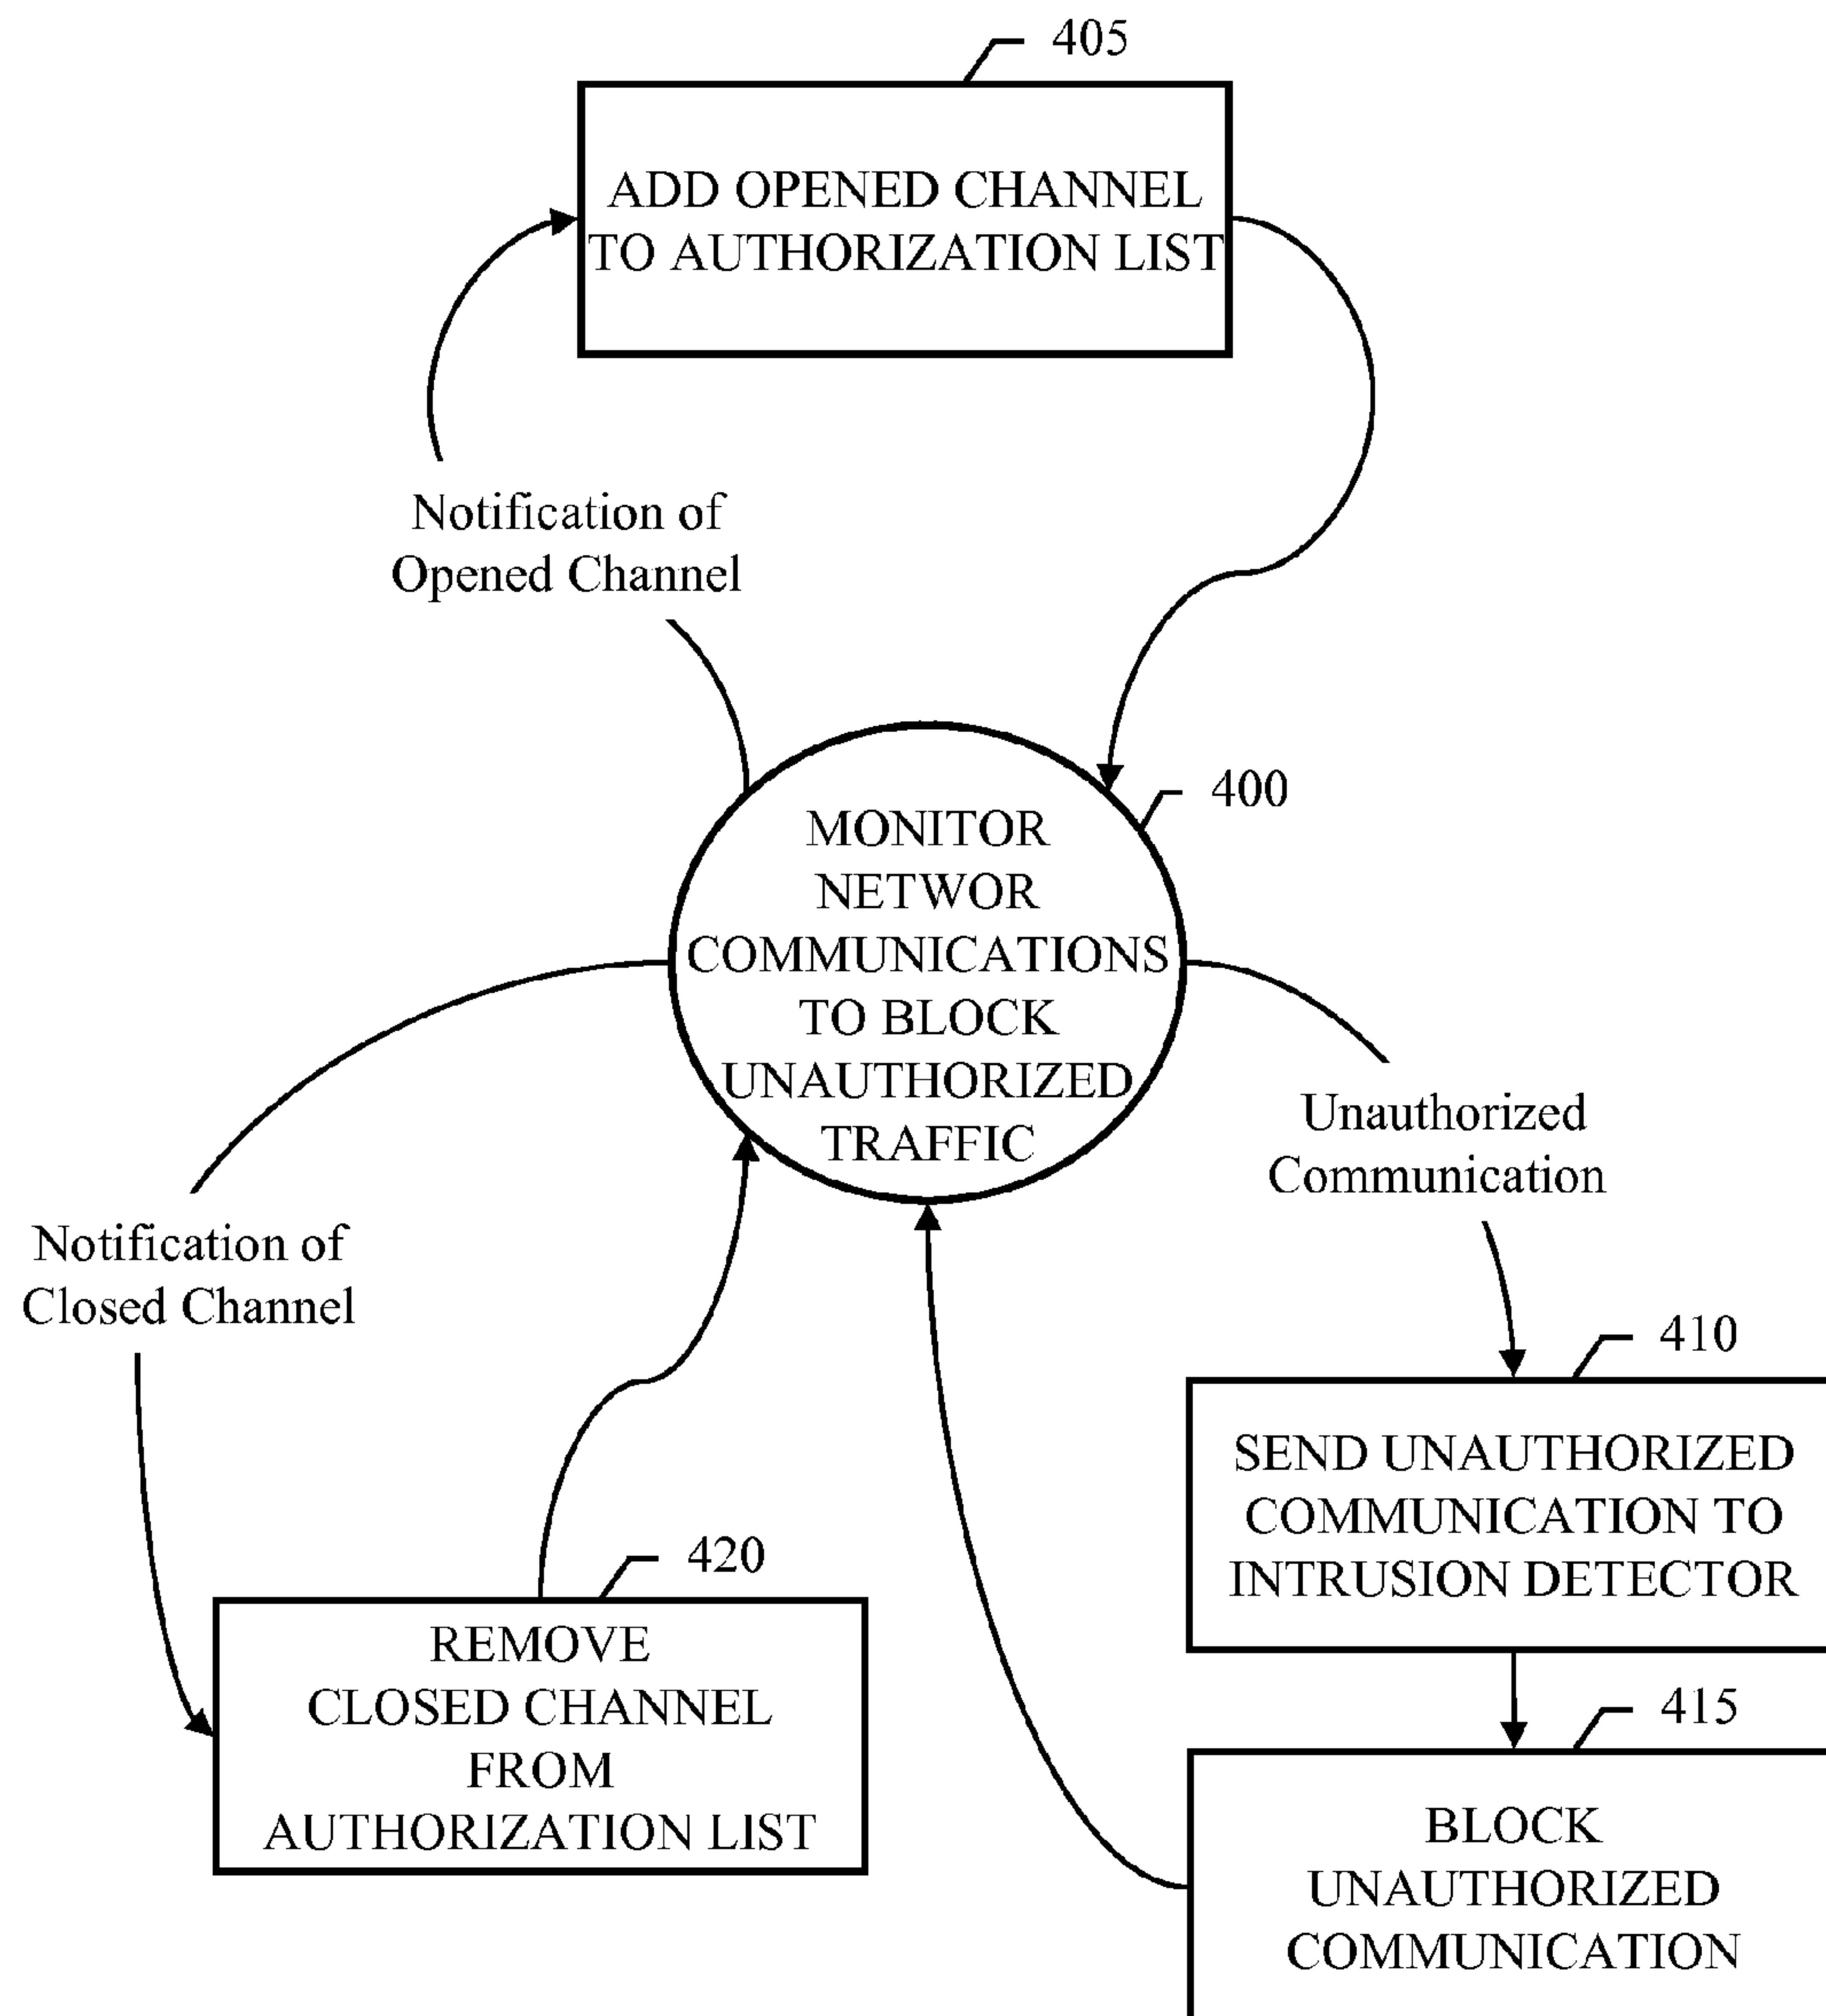 405
ADD OPENED CHANNEL
TO AUTHORIZATION LIST
Notification of
Opened Channel
400
MONITOR
NETWOR
COMMUNICATIONS
TO BLOCK
UNAUTHORIZED
TRAFFIC
Unauthorized
Communication
Notification of
Closed Channel
410
SEND UNAUTHORIZED
COMMUNICATION TO
INTRUSION DETECTOR
420
REMOVE
CLOSED CHANNEL
FROM
AUTHORIZATION LIST
415
BLOCK
UNAUTHORIZED
COMMUNICATION